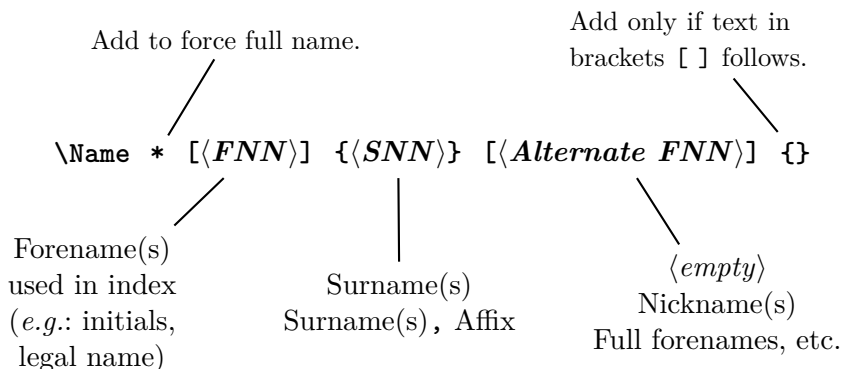 Add to force full name.
Add only if text in
brackets [ ] follows.
\Name * [⟨FNN⟩] {⟨SNN⟩} [⟨Alternate FNN⟩] {}
Forename(s)
used in index
(e.g.: initials,
legal name)
Surname(s)
Surname(s), Affix
⟨empty⟩
Nickname(s)
Full forenames, etc.